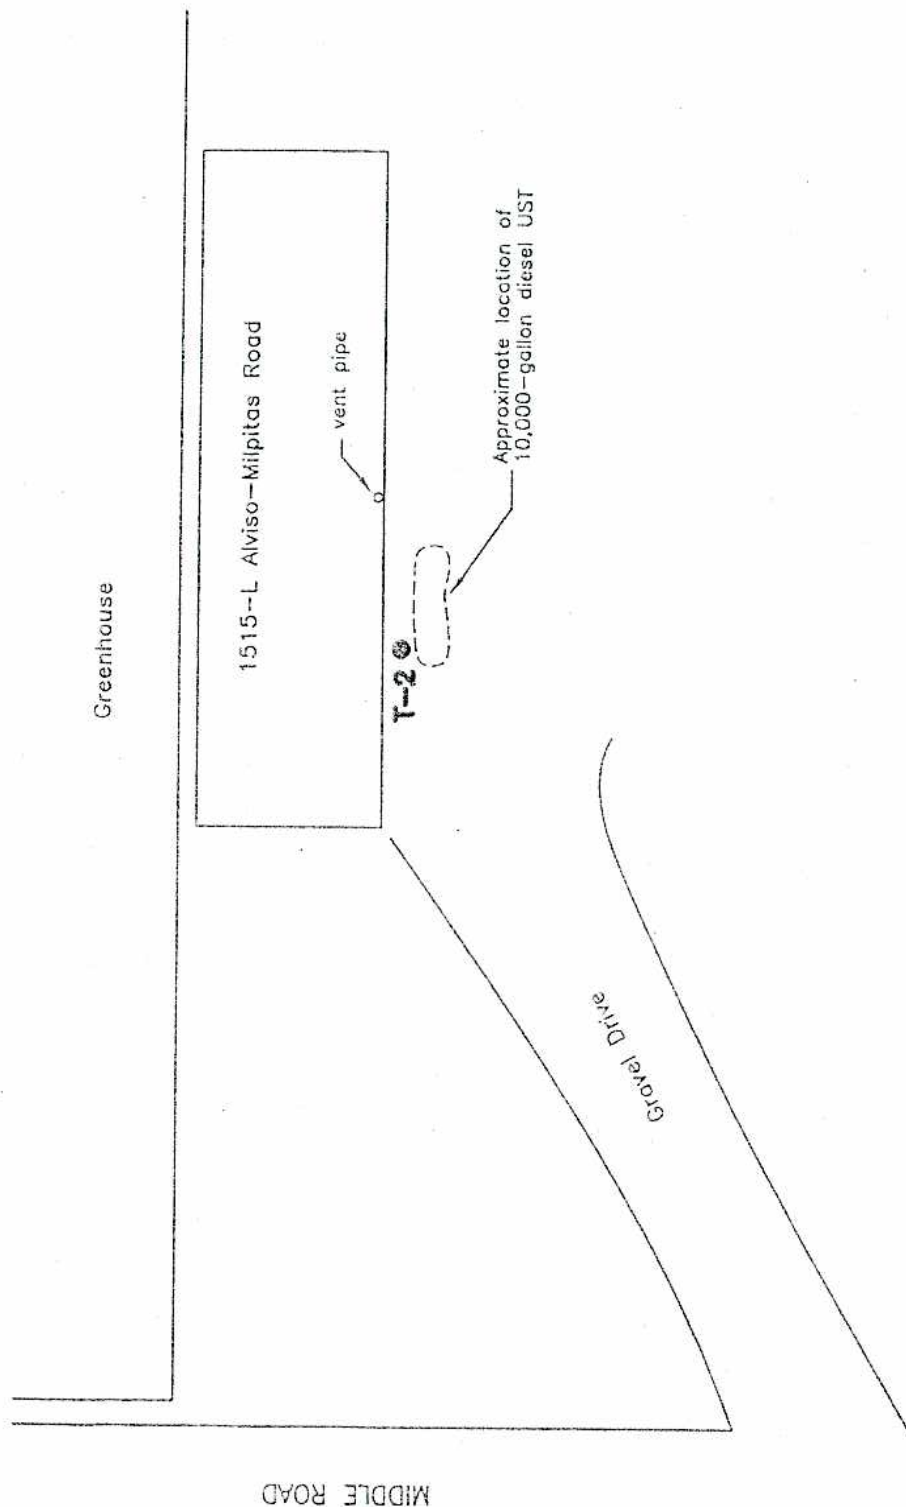 Greenhouse
1515-L Alviso-Milpitas Road
vent pipe
T-2
Approximate location of
10,000-gallon diesel UST
Gravel Drive
MIDDLE ROAD